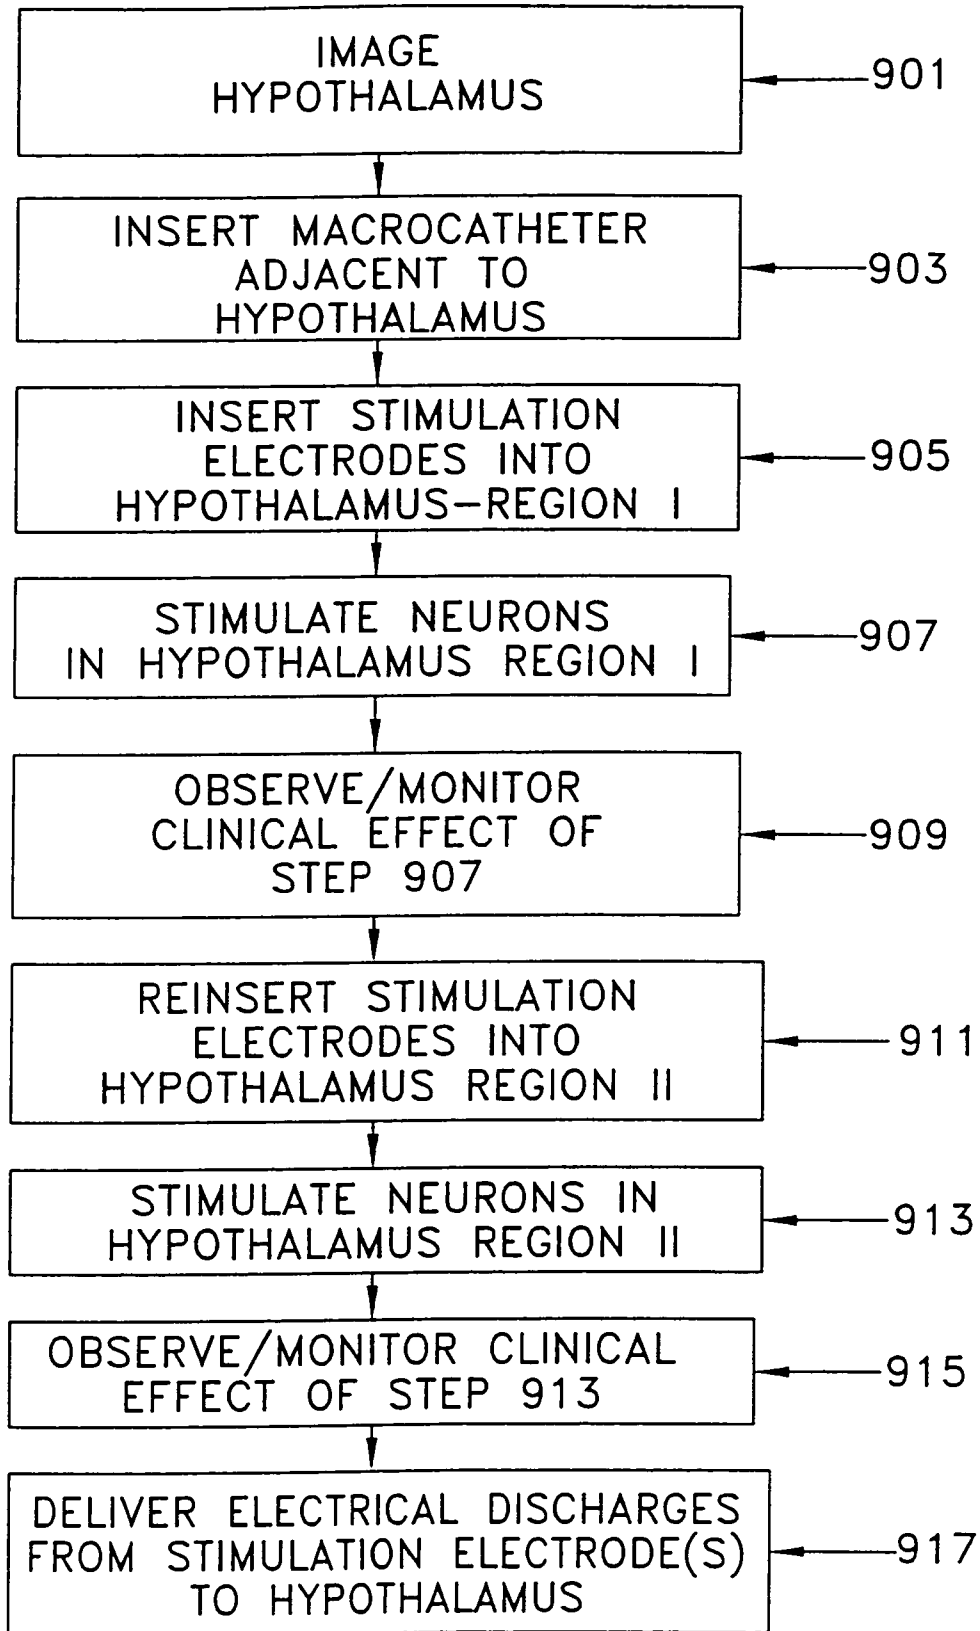 IMAGE
HYPOTHALAMUS
901
INSERT MACROCATHETER
ADJACENT TO
HYPOTHALAMUS
903
INSERT STIMULATION
ELECTRODES INTO
HYPOTHALAMUS-REGION I
905
STIMULATE NEURONS
IN HYPOTHALAMUS REGION I
907
OBSERVE/MONITOR
CLINICAL EFFECT OF
STEP 907
909
REINSERT STIMULATION
ELECTRODES INTO
HYPOTHALAMUS REGION II
911
STIMULATE NEURONS IN
HYPOTHALAMUS REGION II
913
OBSERVE/MONITOR CLINICAL
EFFECT OF STEP 913
915
DELIVER ELECTRICAL DISCHARGES
FROM STIMULATION ELECTRODE(S)
TO HYPOTHALAMUS
917